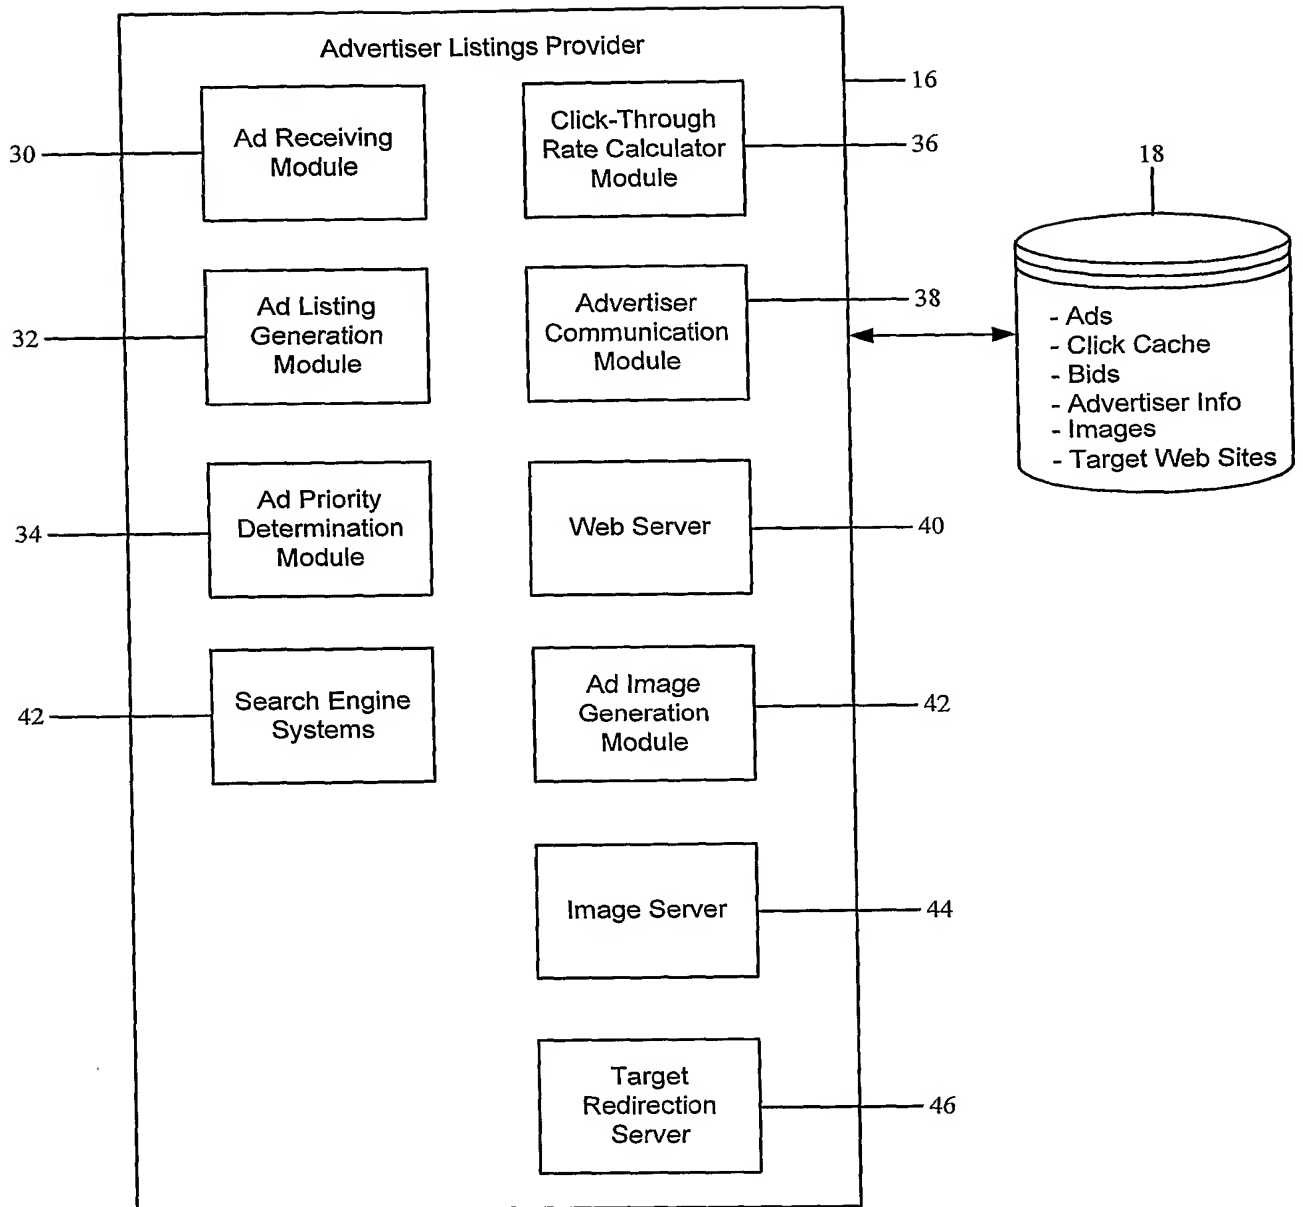 Advertiser Listings Provider
16
30
Ad Receiving
Module
Click-Through
Rate Calculator
Module
36
18
32
Ad Listing
Generation
Module
Advertiser
Communication
Module
38
- Ads
- Click Cache
- Bids
- Advertiser Info
- Images
- Target Web Sites
34
Ad Priority
Determination
Module
Web Server
40
42
Search Engine
Systems
Ad Image
Generation
Module
42
Image Server
44
Target
Redirection
Server
46